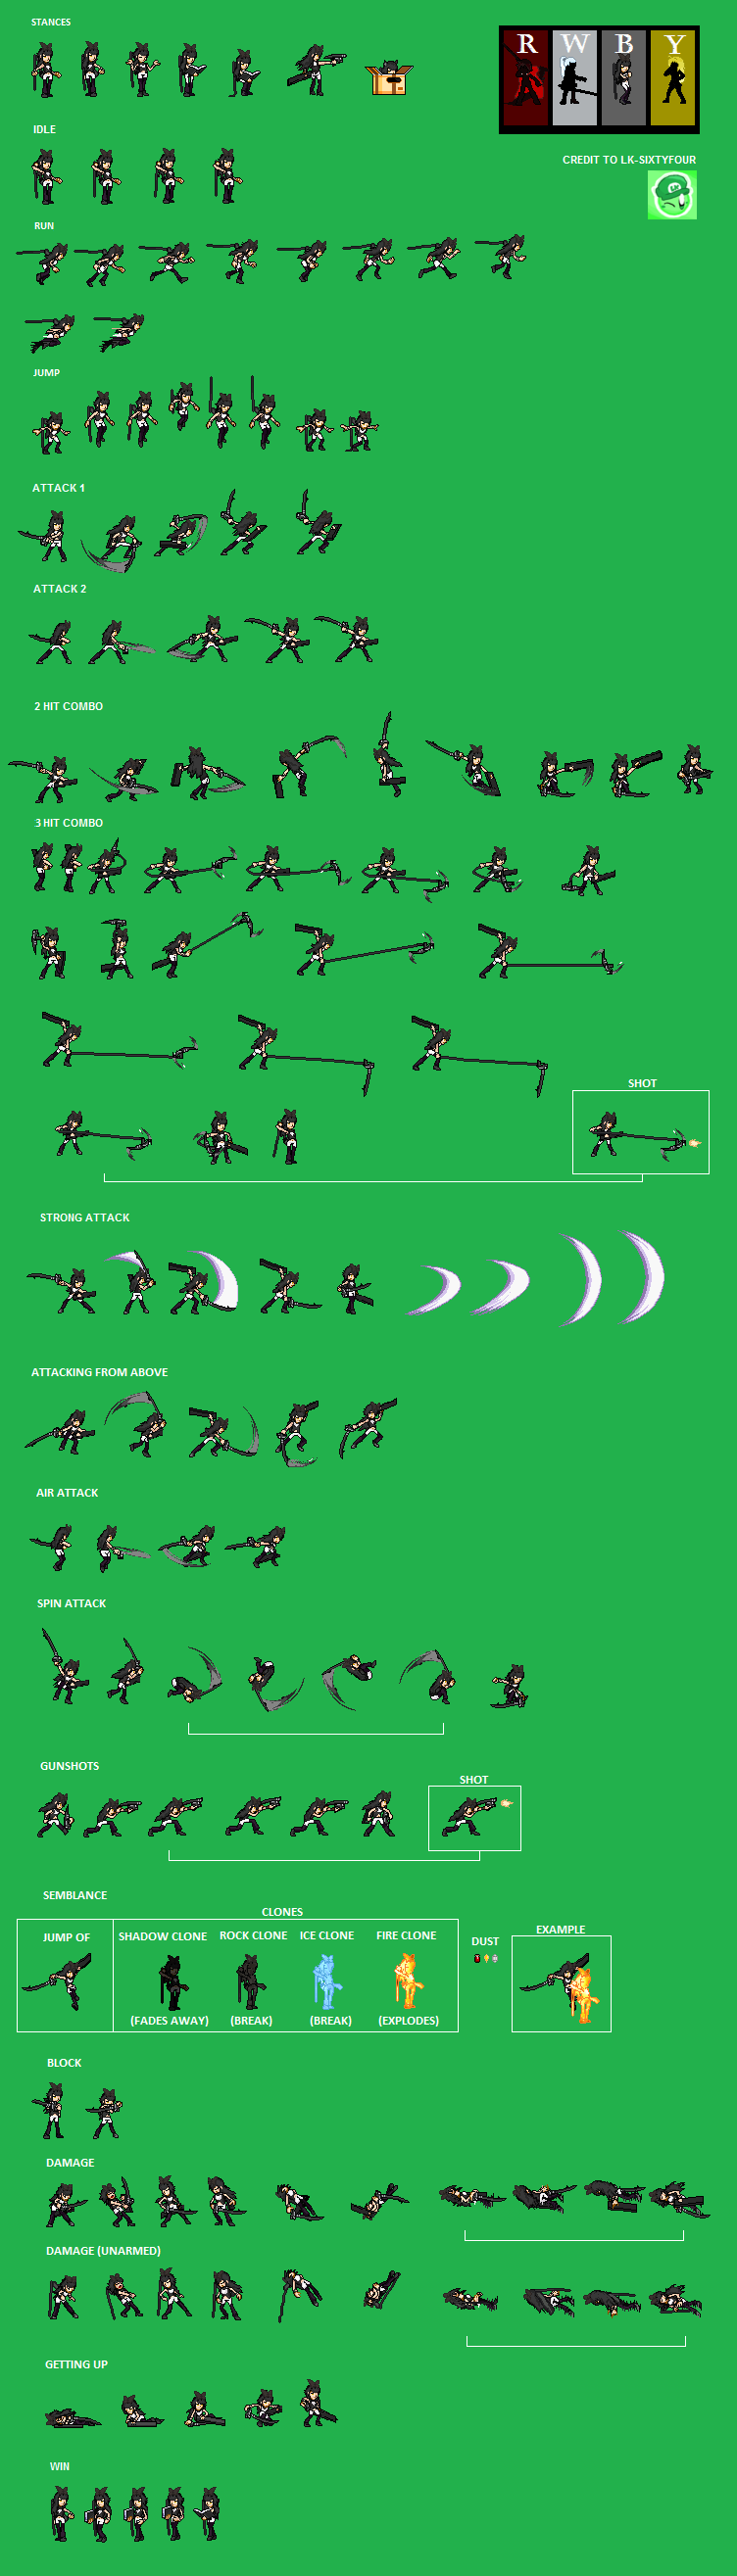 STANCES
R W B Y
IDLE
CREDIT TO LK-SIXTYFOUR
RUN
JUMP
ATTACK 1
ATTACK 2
2 HIT COMBO
3 HIT COMBO
SHOT
STRONG ATTACK
ATTACKING FROM ABOVE
AIR ATTACK
SPIN ATTACK
GUNSHOTS
SHOT
SEMBLANCE
CLONES
JUMP OF
SHADOW CLONE
ROCK CLONE
ICE CLONE
FIRE CLONE
DUST
EXAMPLE
(FADES AWAY)
(BREAK)
(BREAK)
(EXPLODES)
BLOCK
DAMAGE
DAMAGE (UNARMED)
GETTING UP
WIN